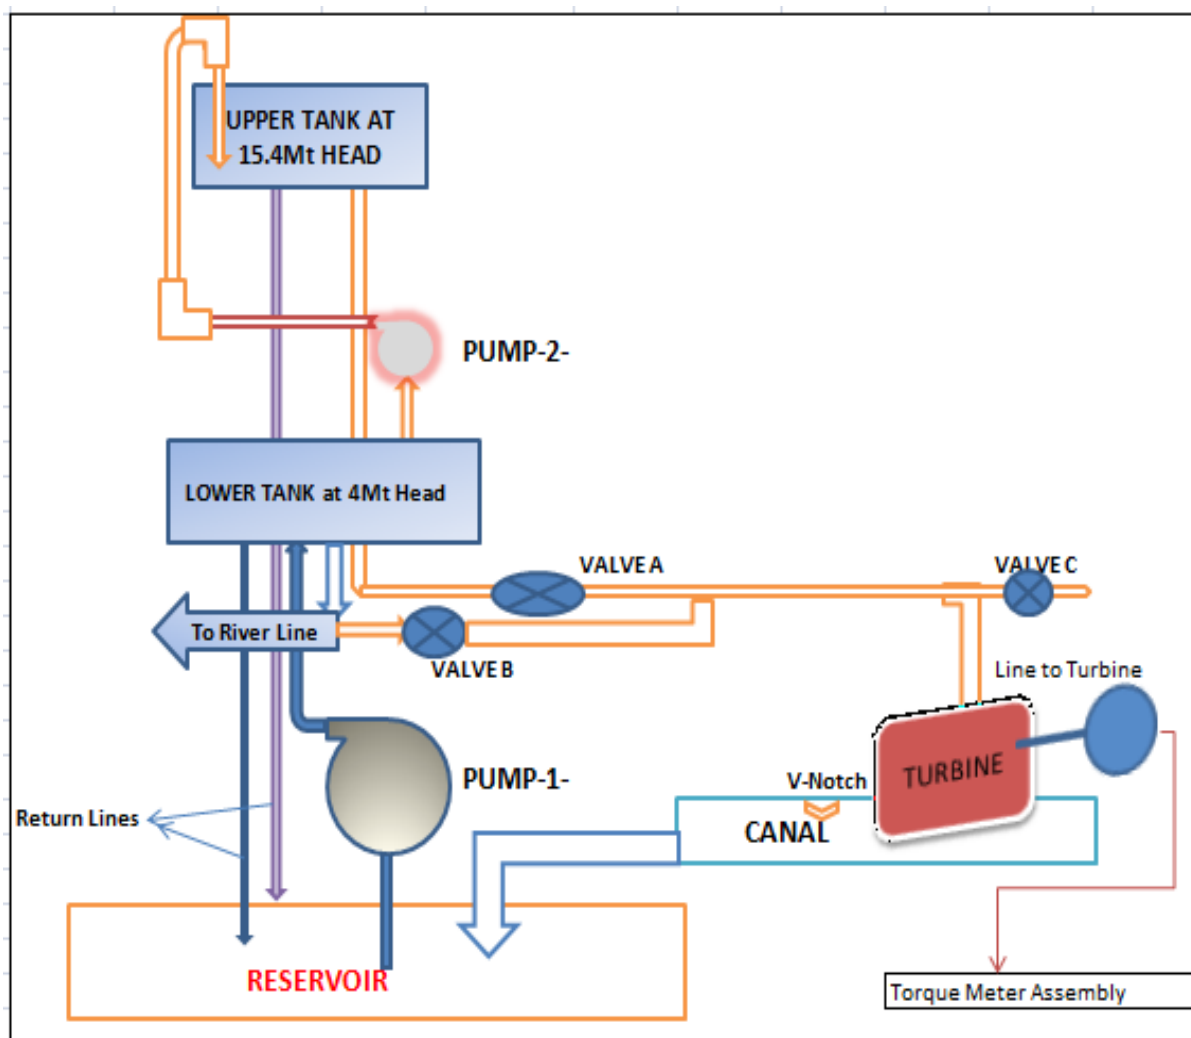 UPPER TANK AT
15.4Mt HEAD
PUMP-2-
LOWER TANK at 4Mt Head
VALVE A
VALVE C
To River Line
VALVE B
Line to Turbine
PUMP-1-
V-Notch
TURBINE
Return Lines
CANAL
RESERVOIR
Torque Meter Assembly